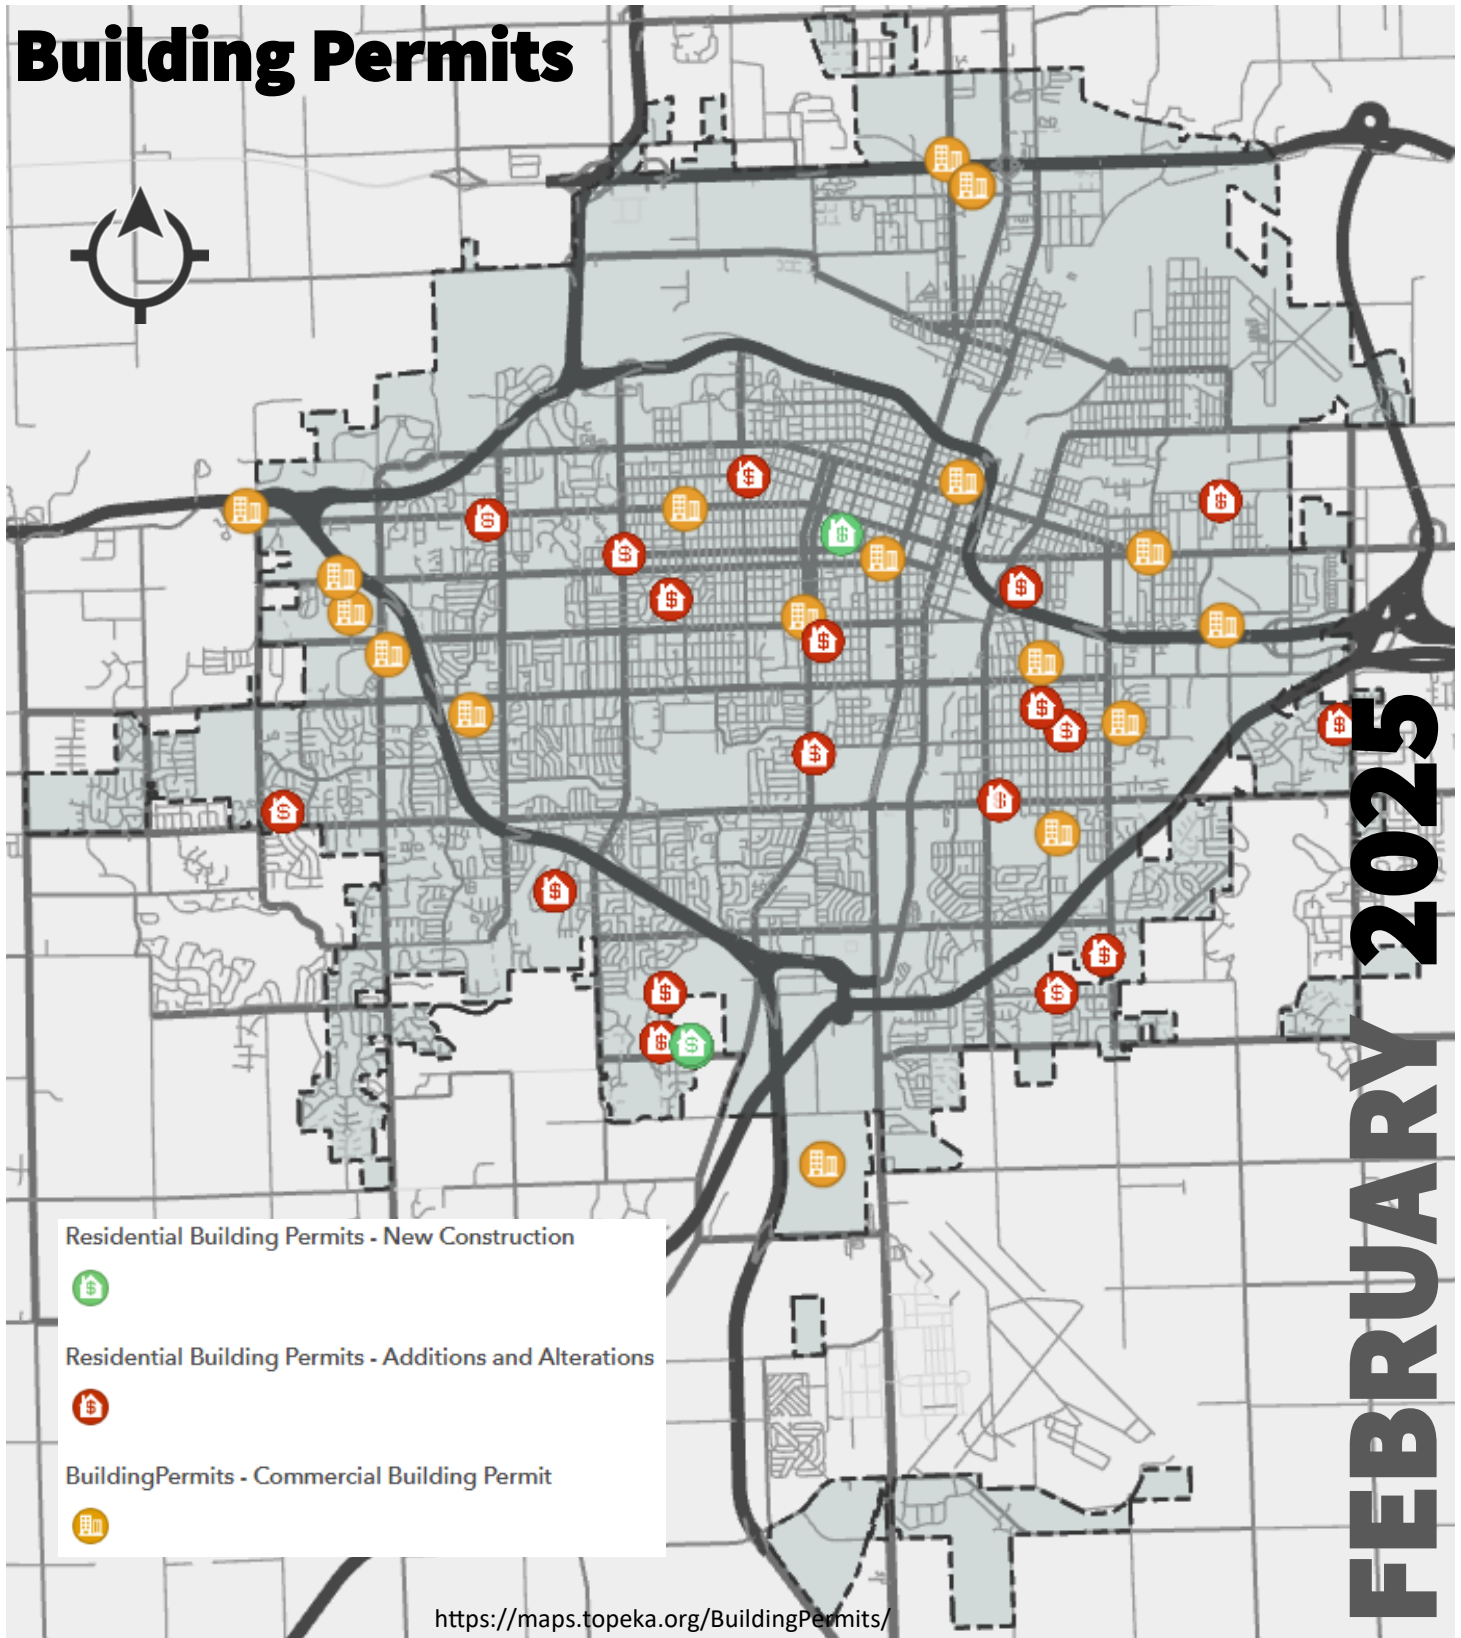 Building Permits
FEBRUARY 2025
Residential Building Permits - New Construction
Residential Building Permits - Additions and Alterations
BuildingPermits - Commercial Building Permit
https://maps.topeka.org/BuildingPermits/